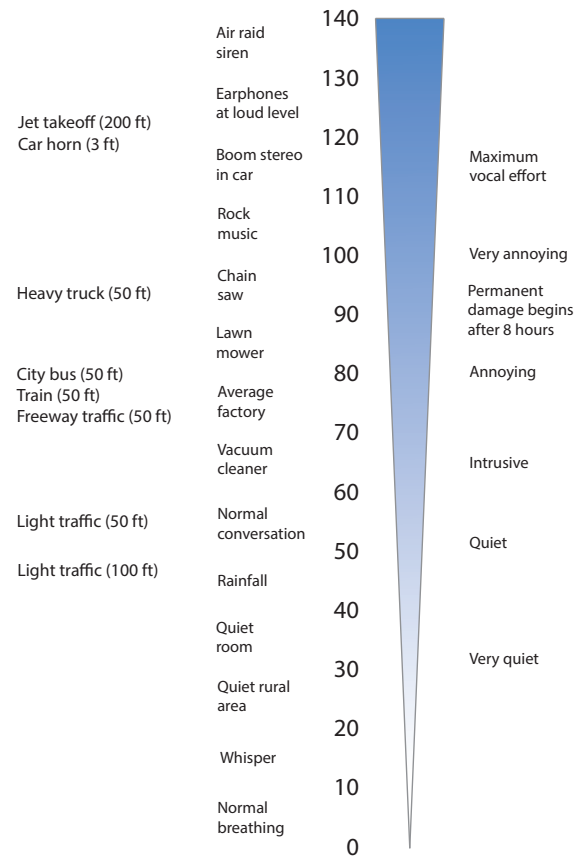 140
Air raid
siren
130
Earphones
at loud level
Jet takeoff (200 ft)
Car horn (3 ft)
120
Boom stereo
in car
Maximum
vocal effort
110
Rock
music
100
Very annoying
Chain
saw
Heavy truck (50 ft)
Permanent
damage begins
after 8 hours
90
Lawn
mower
80
Annoying
City bus (50 ft)
Train (50 ft)
Freeway traffic (50 ft)
Average
factory
70
Vacuum
cleaner
Intrusive
60
Light traffic (50 ft)
Normal
conversation
50
Quiet
Light traffic (100 ft)
Rainfall
40
Quiet
room
30
Very quiet
Quiet rural
area
20
Whisper
10
Normal
breathing
0